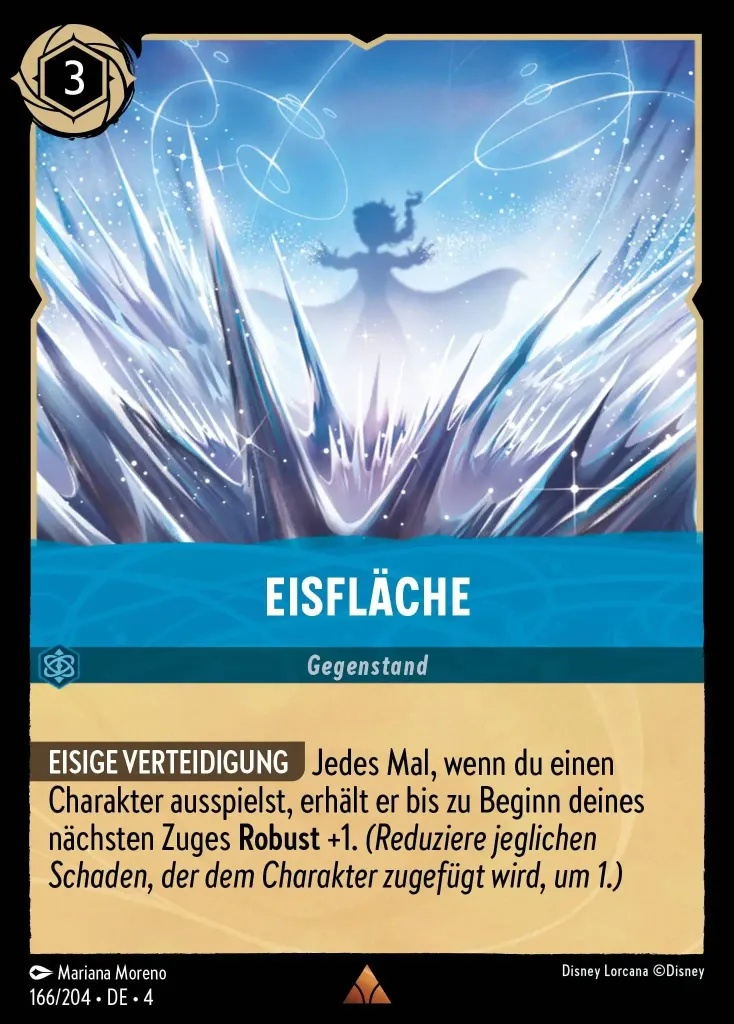 3
EISFLÄCHE
Gegenstand
EISIGE VERTEIDIGUNG Jedes Mal, wenn du einen
Charakter ausspielst, erhält er bis zu Beginn deines
nächsten Zuges Robust +1. (Reduziere jeglichen
Schaden, der dem Charakter zugefügt wird, um 1.)
Mariana Moreno
Disney Lorcana ©Disney
166/204 • DE • 4